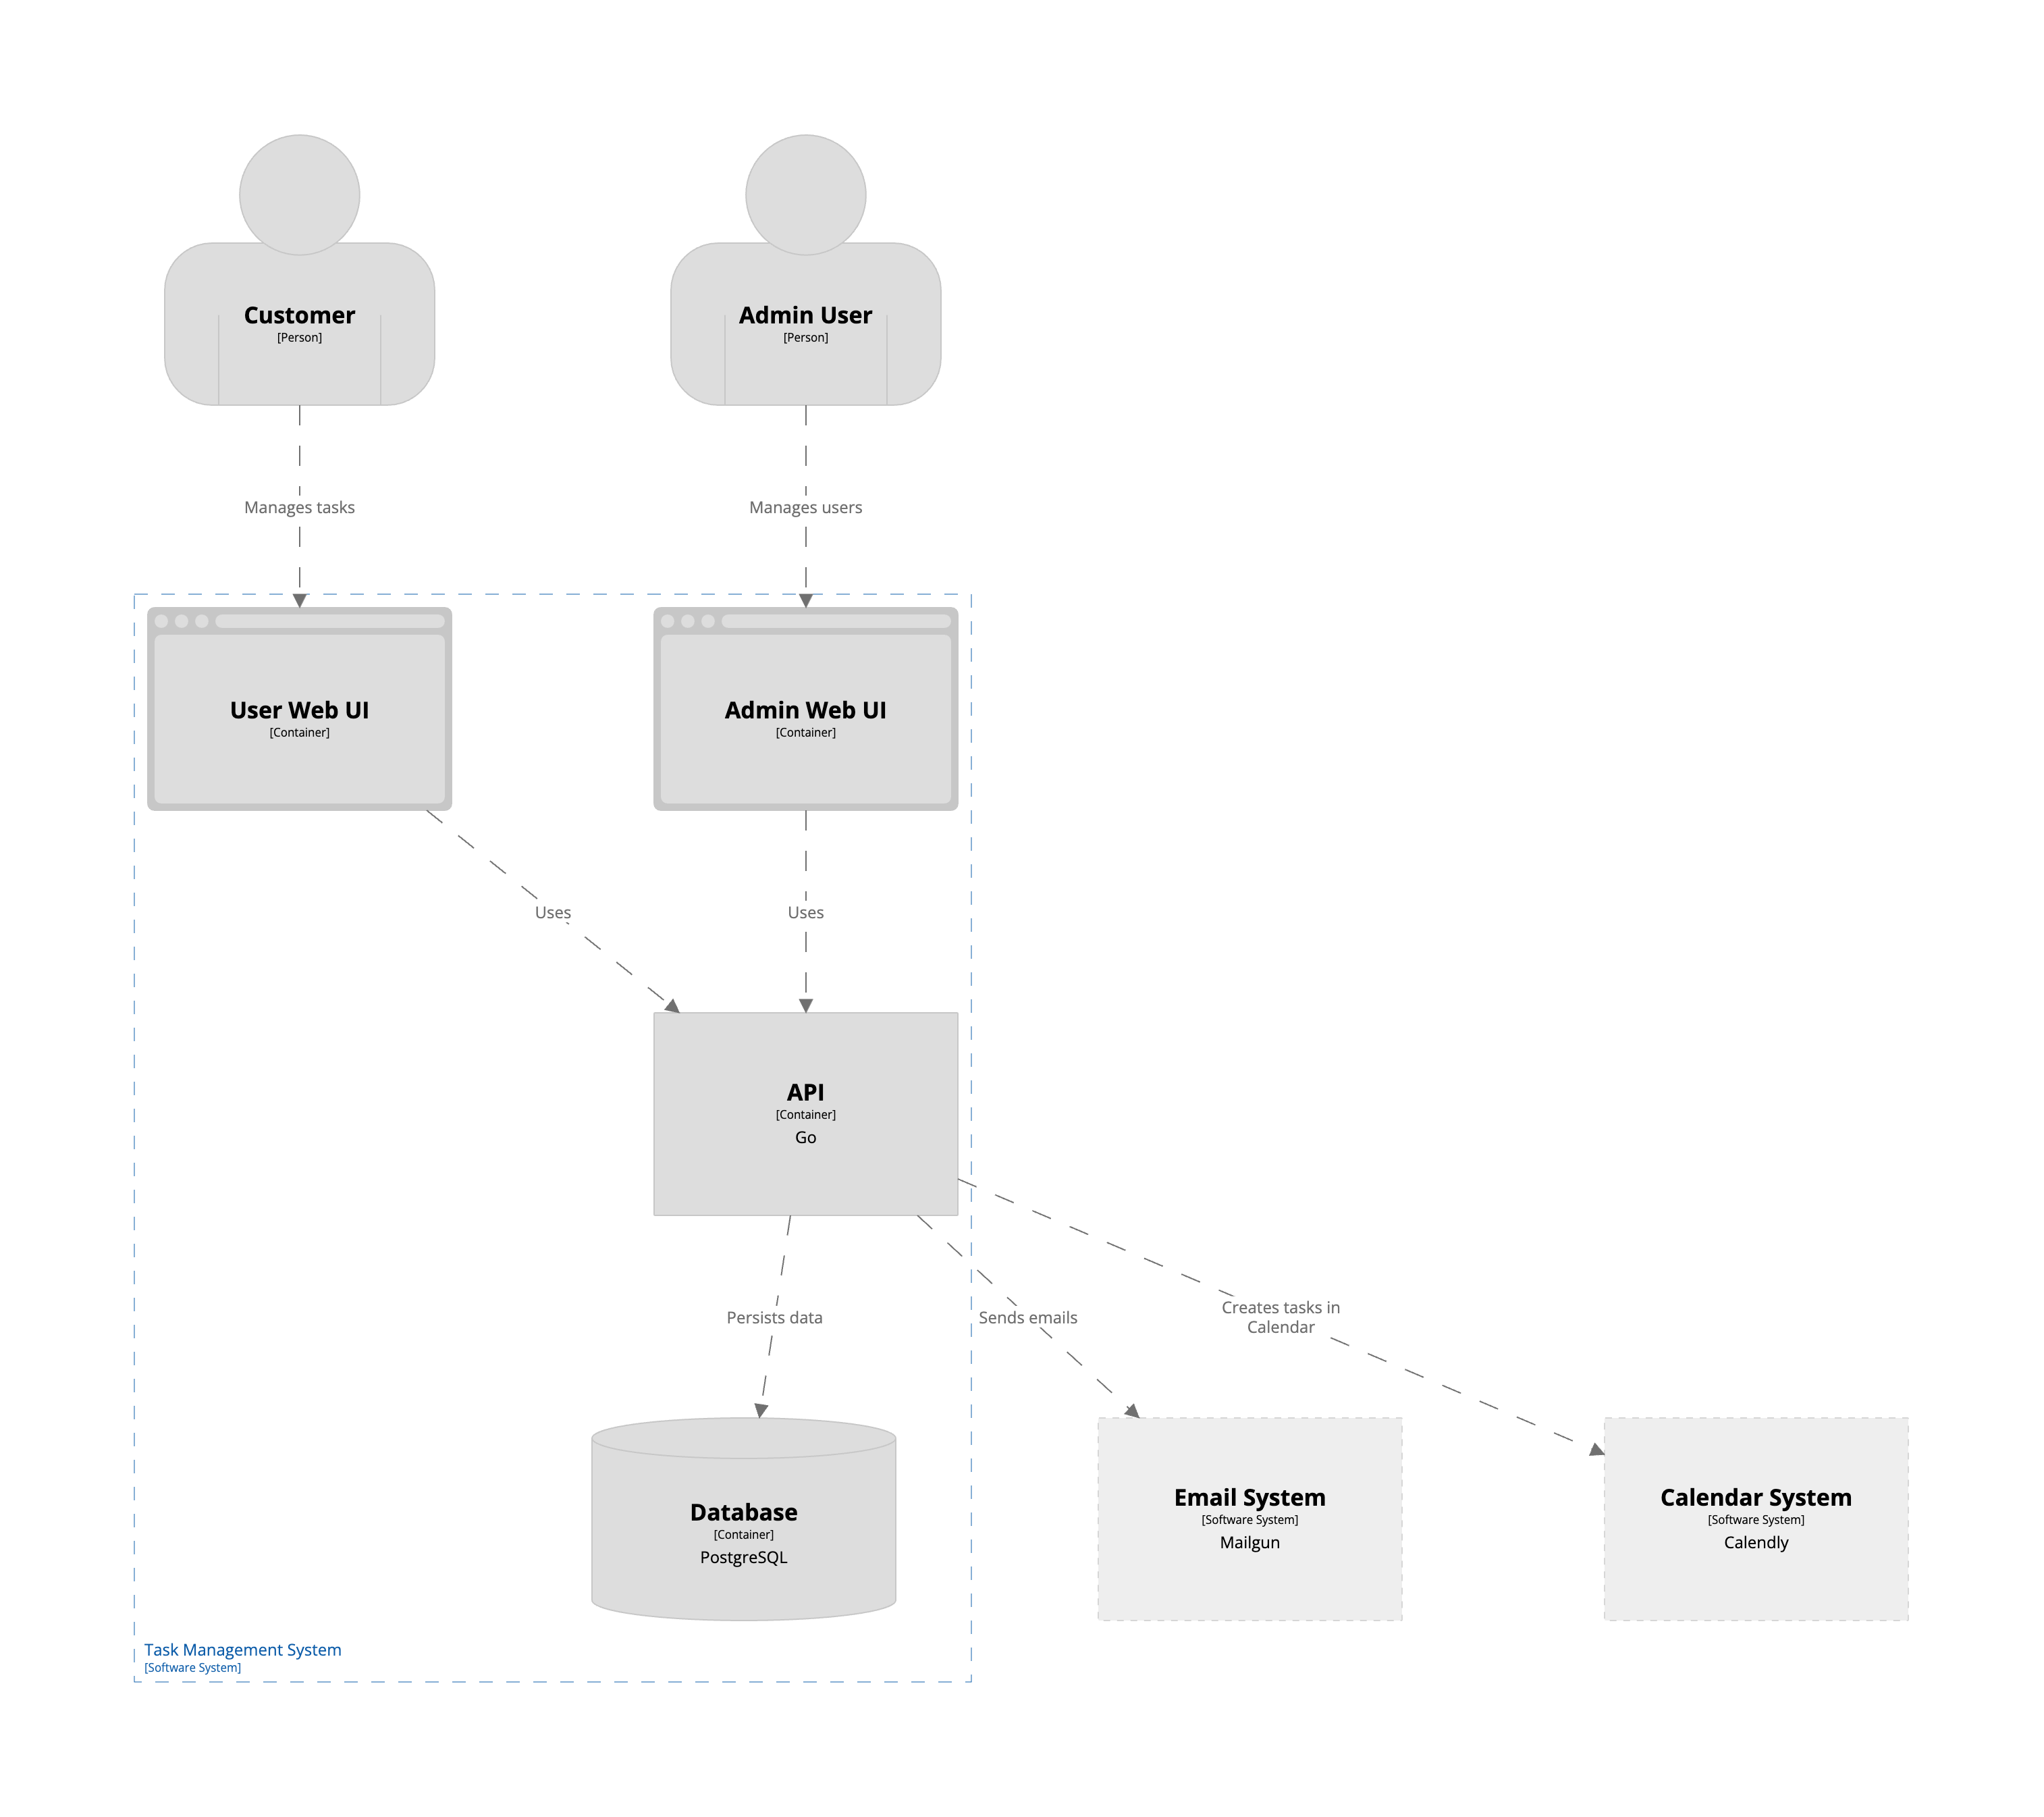 Customer
[Person]
Admin User
[Person]
Manages tasks
Manages users
User Web UI
[Container]
Admin Web UI
[Container]
Uses
Uses
API
[Container]
Go
Persists data
Sends emails
Creates tasks in
Calendar
Database
[Container]
PostgreSQL
Email System
[Software System]
Mailgun
Calendar System
[Software System]
Calendly
Task Management System
[Software System]